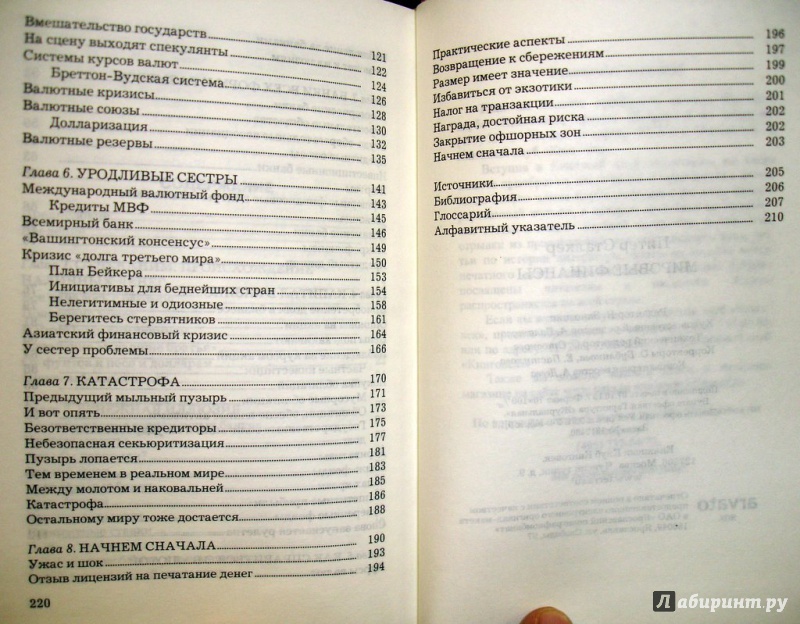 Вмешательство государств 121
На сцену выходят спекулянты 122
Системы курсов валют 124
Бреттон-Вудская система 126
Валютные кризисы 128
Валютные союзы 130
Долларизация 132
Валютные резервы 135
Глава 6. УРОДЛИВЫЕ СЕСТРЫ 141
Международный валютный фонд 143
Кредиты МВФ 145
Всемирный банк 146
«Вашингтонский консенсус» 149
Кризис «долга третьего мира» 150
План Бейкера 153
Инициативы для беднейших стран 154
Нелегитимные и одиозные 158
Берегитесь стервятников 161
Азиатский финансовый кризис 164
У сестер проблемы 166
Глава 7. КАТАСТРОФА 170
Предыдущий мыльный пузырь 171
И вот опять 173
Безответственные кредиторы 175
Небезопасная секьюритизация 177
Пузырь лопается 181
Тем временем в реальном мире 183
Между молотом и наковальней 185
Катастрофа 186
Остальному миру тоже достается 188
Глава 8. НАЧНЕМ СНАЧАЛА 190
Ужас и шок 193
Отзыв лицензий на печатание денег 194
220
Практические аспекты 196
Возвращение к сбережениям 197
Размер имеет значение 199
Избавиться от экзотики 200
Налог на транзакции 201
Награда, достойная риска 202
Закрытие офшорных зон 202
Начнем сначала 203
Источники 205
Библиография 206
Глоссарий 207
Алфавитный указатель 210
Лабиринт.ру